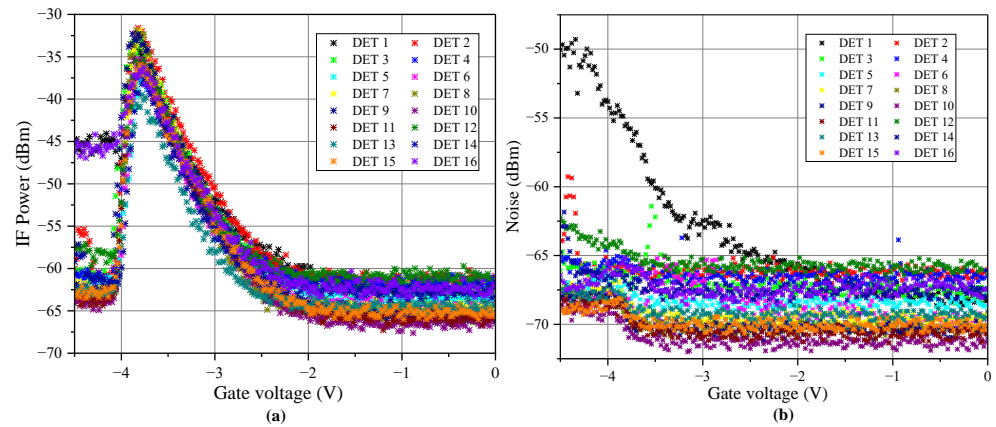 −30
−35
−40
−45
−50
−55
−60
−65
−70
IF Power (dBm)
DET 1 DET 2
DET 3 DET 4
DET 5 DET 6
DET 7 DET 8
DET 9 DET 10
DET 11 DET 12
DET 13 DET 14
DET 15 DET 16
−4 −3 −2 −1 0
Gate voltage (V)
(a)
−50
−55
−60
−65
−70
Noise (dBm)
DET 1 DET 2
DET 3 DET 4
DET 5 DET 6
DET 7 DET 8
DET 9 DET 10
DET 11 DET 12
DET 13 DET 14
DET 15 DET 16
−4 −3 −2 −1 0
Gate voltage (V)
(b)